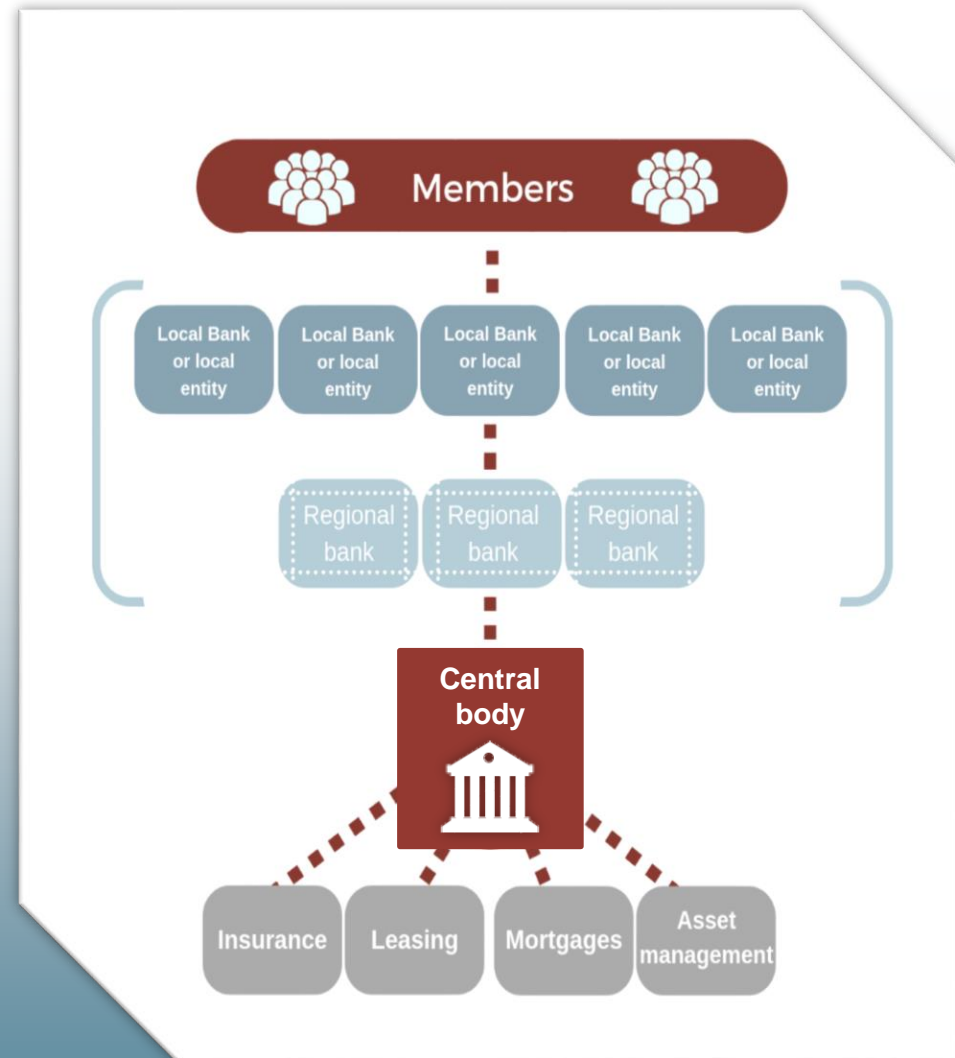 Members
Local Bank
or local
entity
Local Bank
or local
entity
Local Bank
or local
entity
Local Bank
or local
entity
Local Bank
or local
entity
Regional
bank
Regional
bank
Regional
bank
Central
body
Insurance
Leasing
Mortgages
Asset
management